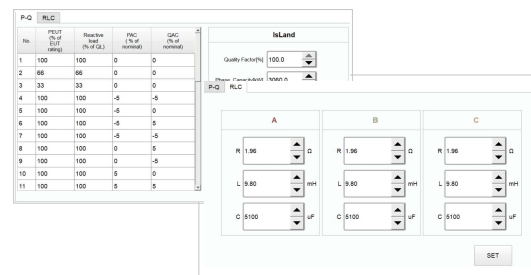 P-Q RLC
No. PEUT (% of EUT rating) Reactive load (% of QL) PAC (% of nominal) QAC (% of nominal)
1 100 100 0 0
2 66 66 0 0
3 33 33 0 0
4 100 100 -5 -5
5 100 100 -5 0
6 100 100 -5 5
7 100 100 -5 -5
8 100 100 0 5
9 100 100 0 -5
10 100 100 5 0
11 100 100 5 5
IsLand
Quality Factor[%] 100.0
Phase Capacity[kW] 3060.0
P-Q RLC
A
R 1.96 Ω
L 9.80 mH
C 5100 uF
B
R 1.96 Ω
L 9.80 mH
C 5100 uF
C
R 1.96 Ω
L 9.80 mH
C 5100 uF
SET